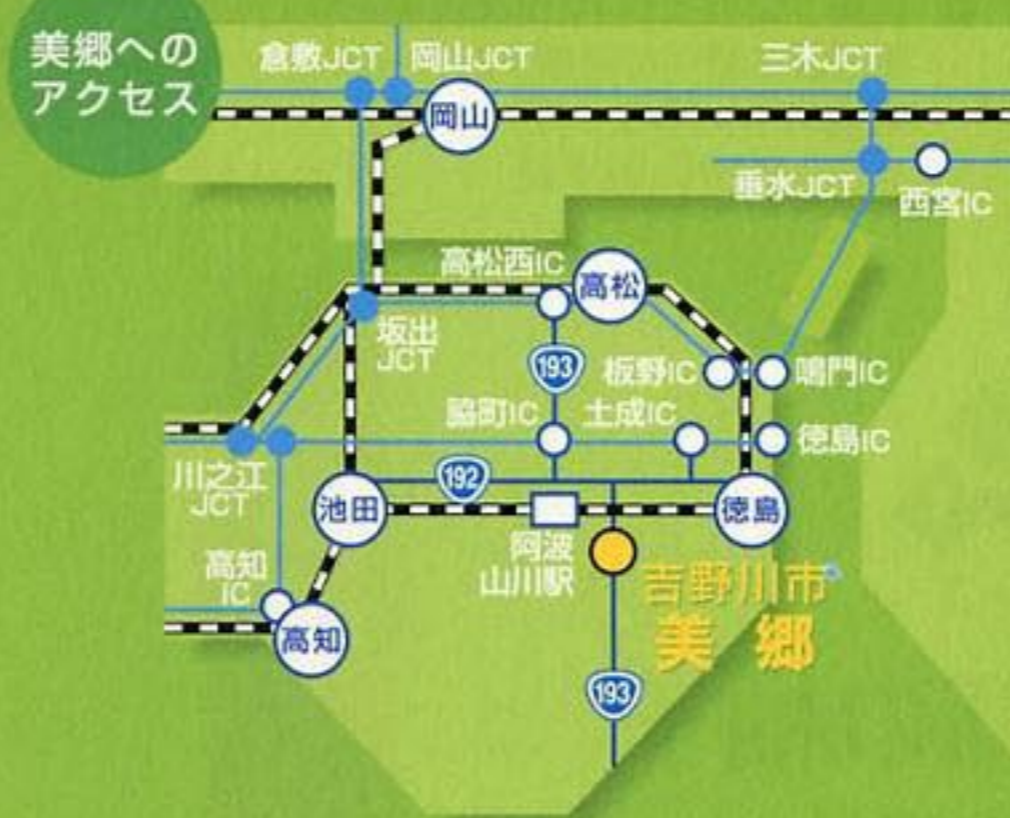 美郷への
アクセス
倉敷JCT
岡山JCT
三木JCT
岡山
垂水JCT
西宮IC
高松西IC
高松
坂出
JCT
193
板野IC
鳴門IC
脇町IC
土成IC
徳島IC
川之江
JCT
192
池田
徳島
阿波
山川駅
高知
IC
吉野川市
美郷
高知
193